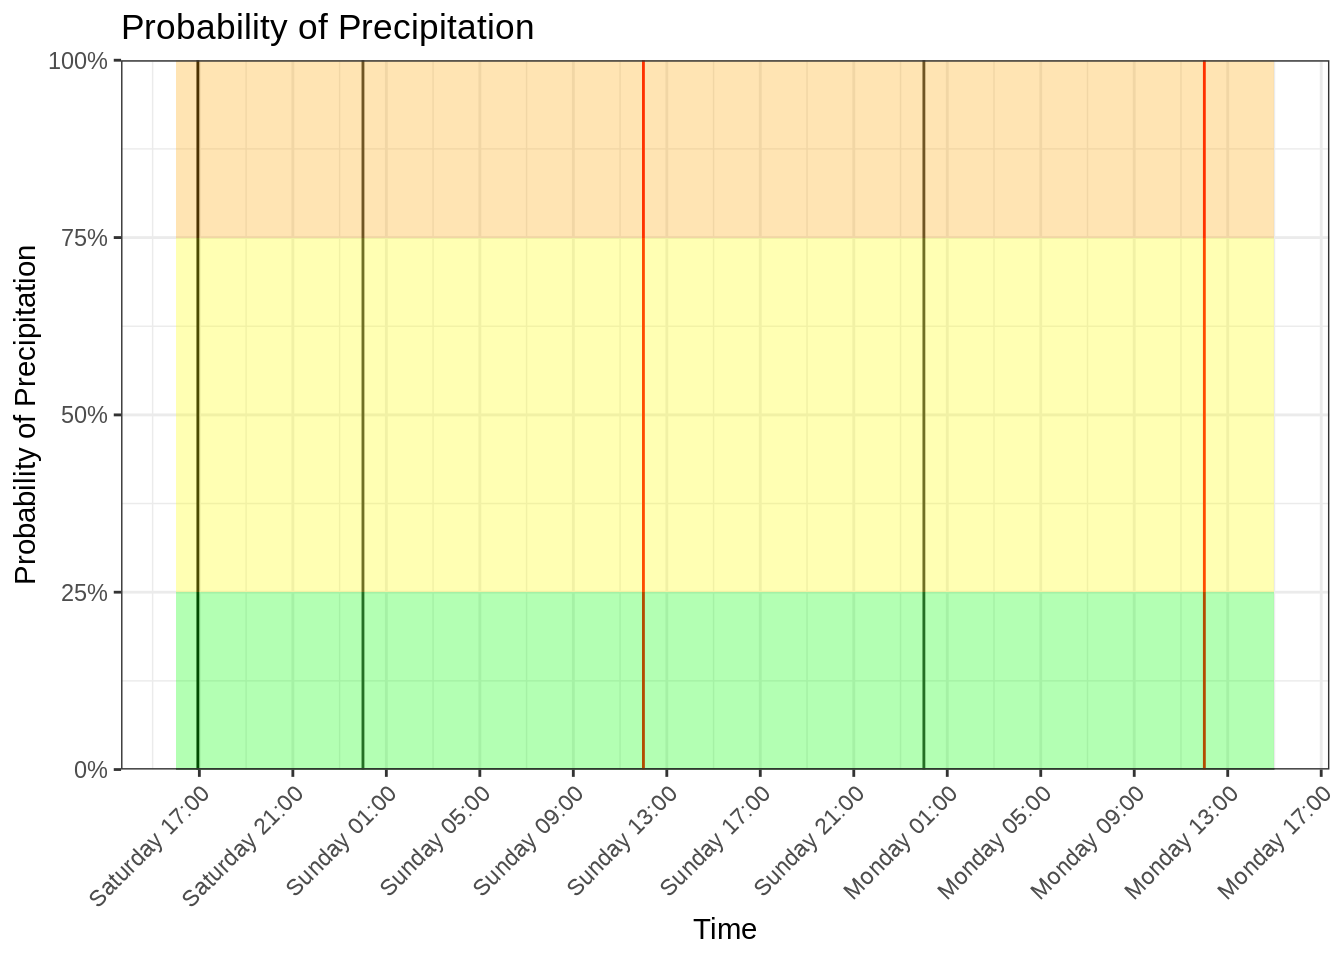 Probability of Precipitation
Probability of Precipitation
100%
75%
50%
25%
0%
Saturday 17:00
Saturday 21:00
Sunday 01:00
Sunday 05:00
Sunday 09:00
Sunday 13:00
Sunday 17:00
Sunday 21:00
Monday 01:00
Monday 05:00
Monday 09:00
Monday 13:00
Monday 17:00
Time